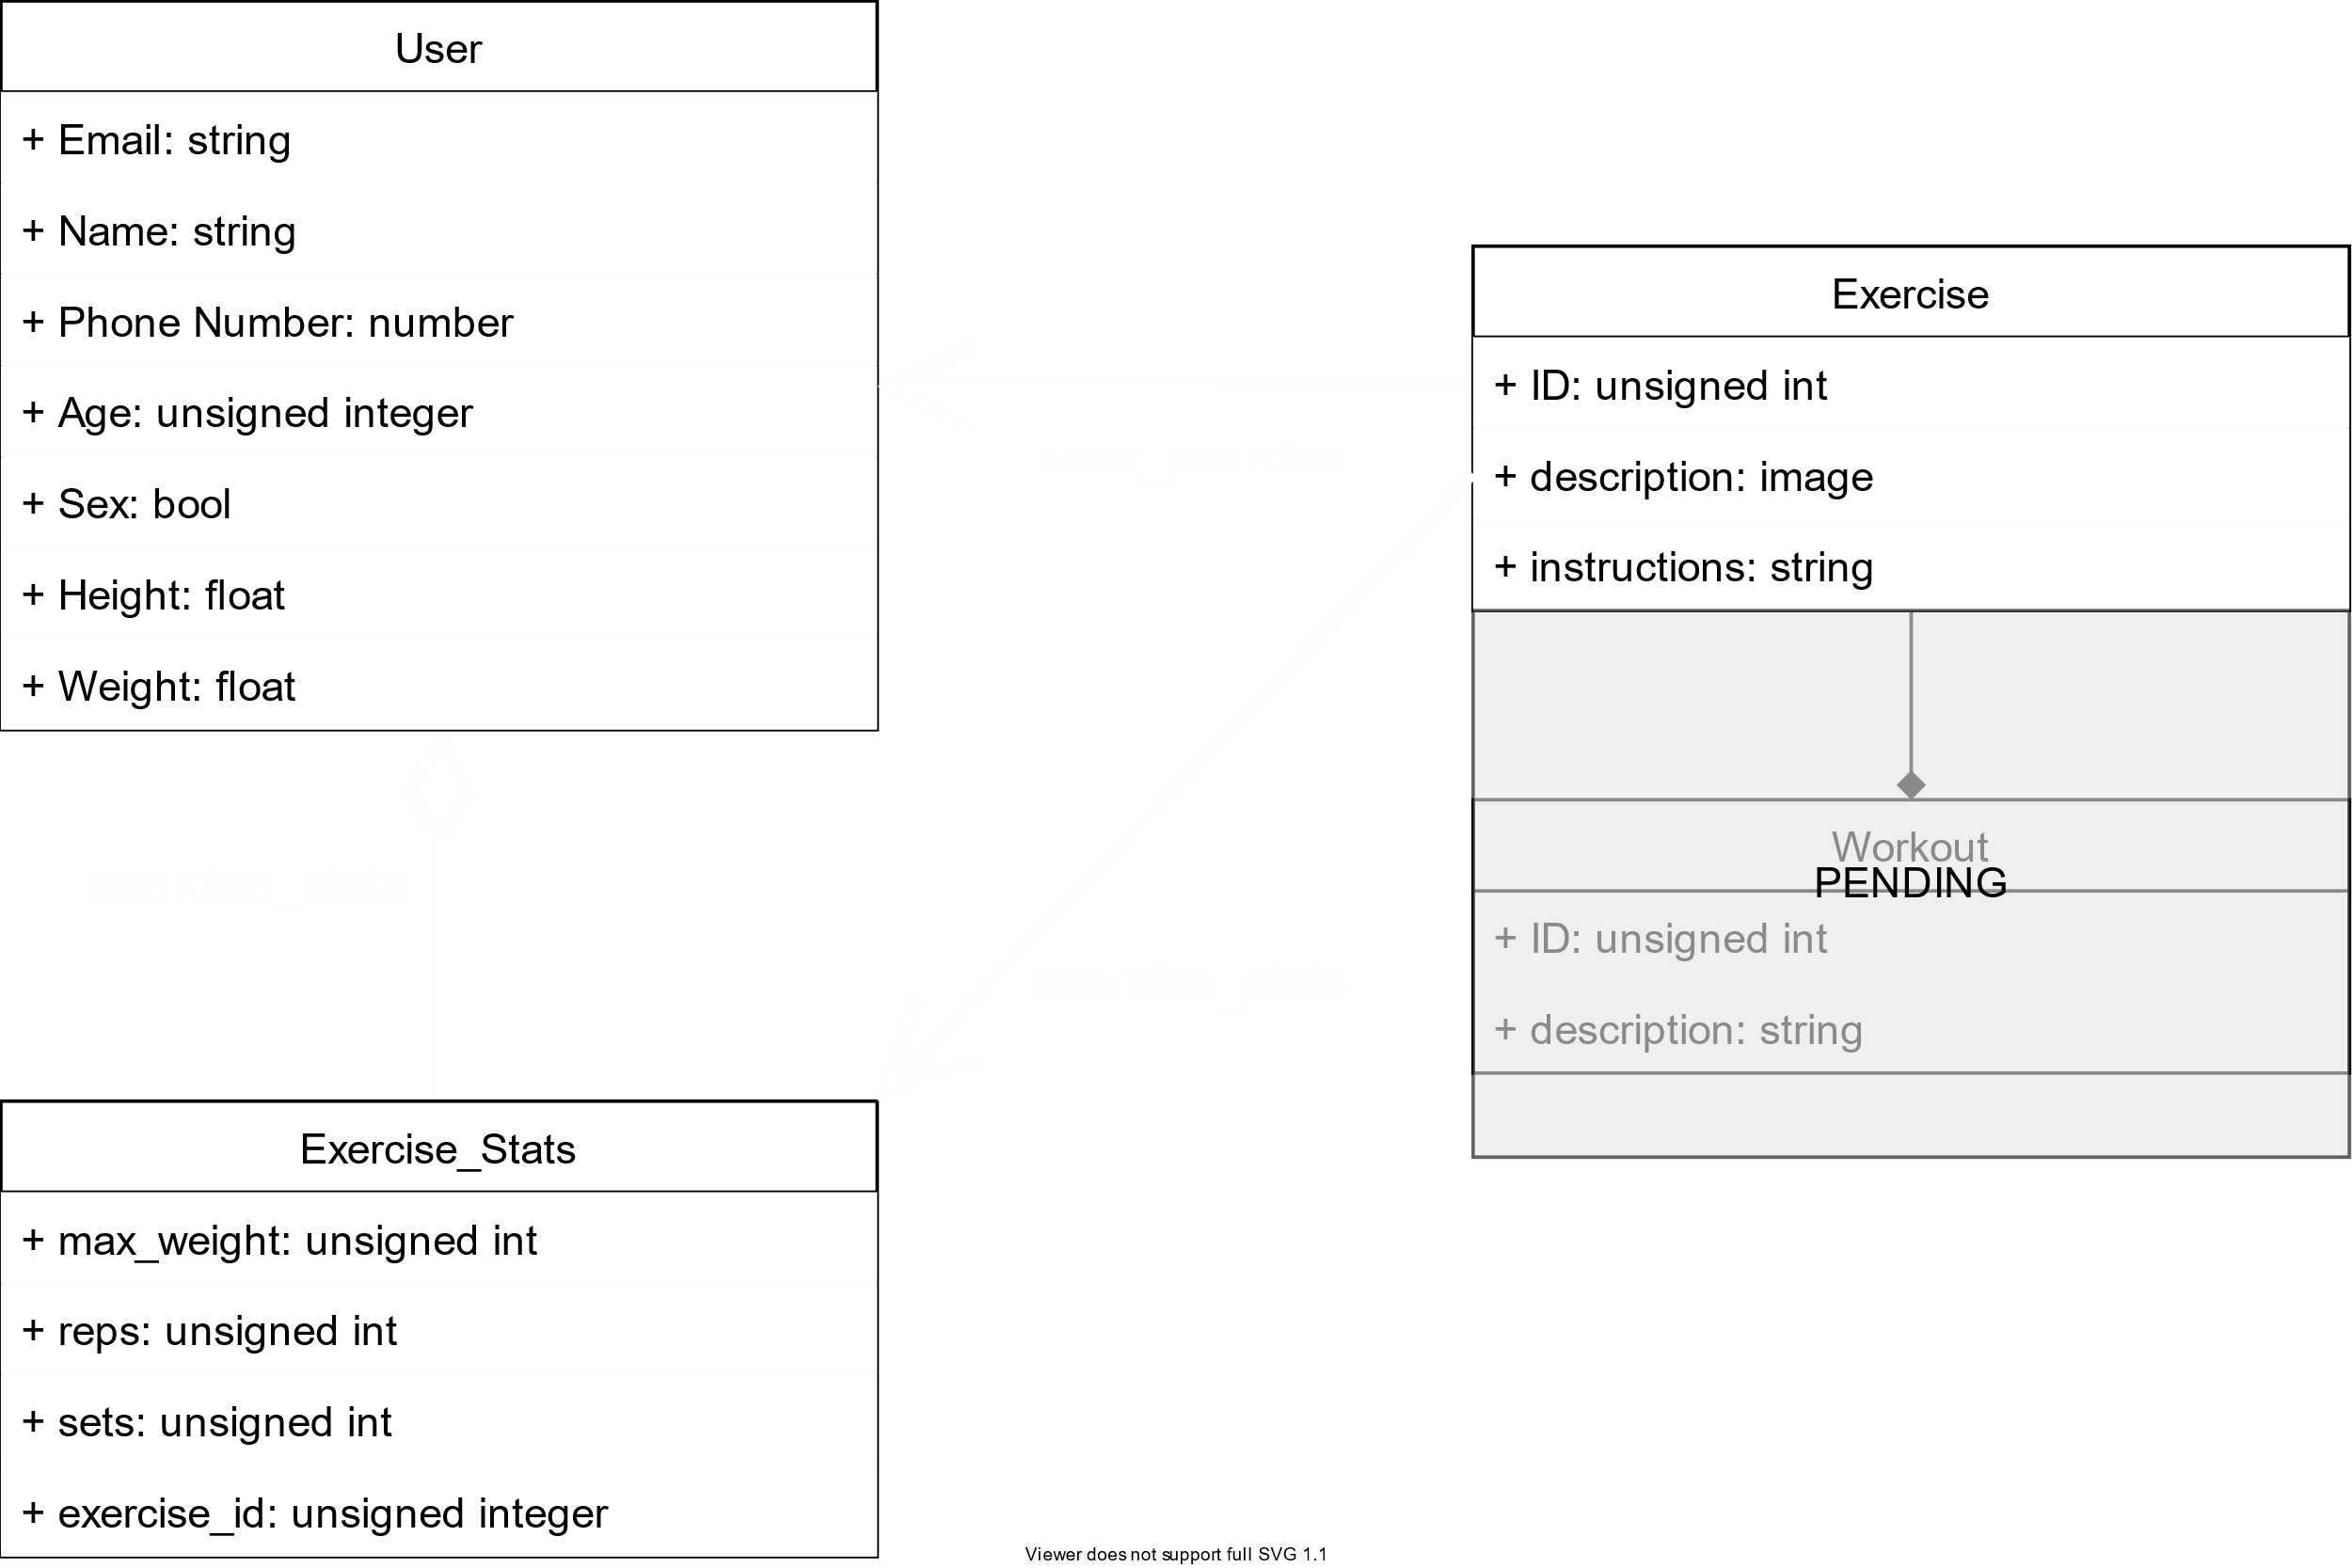 User
+ Email: string
+ Name: string
+ Phone Number: number
+ Age: unsigned integer
+ Sex: bool
+ Height: float
+ Weight: float
Exercise
+ ID: unsigned int
+ description: image
+ instructions: string
Workout
PENDING
+ ID: unsigned int
+ description: string
Exercise_Stats
+ max_weight: unsigned int
+ reps: unsigned int
+ sets: unsigned int
+ exercise_id: unsigned integer
Viewer does not support full SVG 1.1